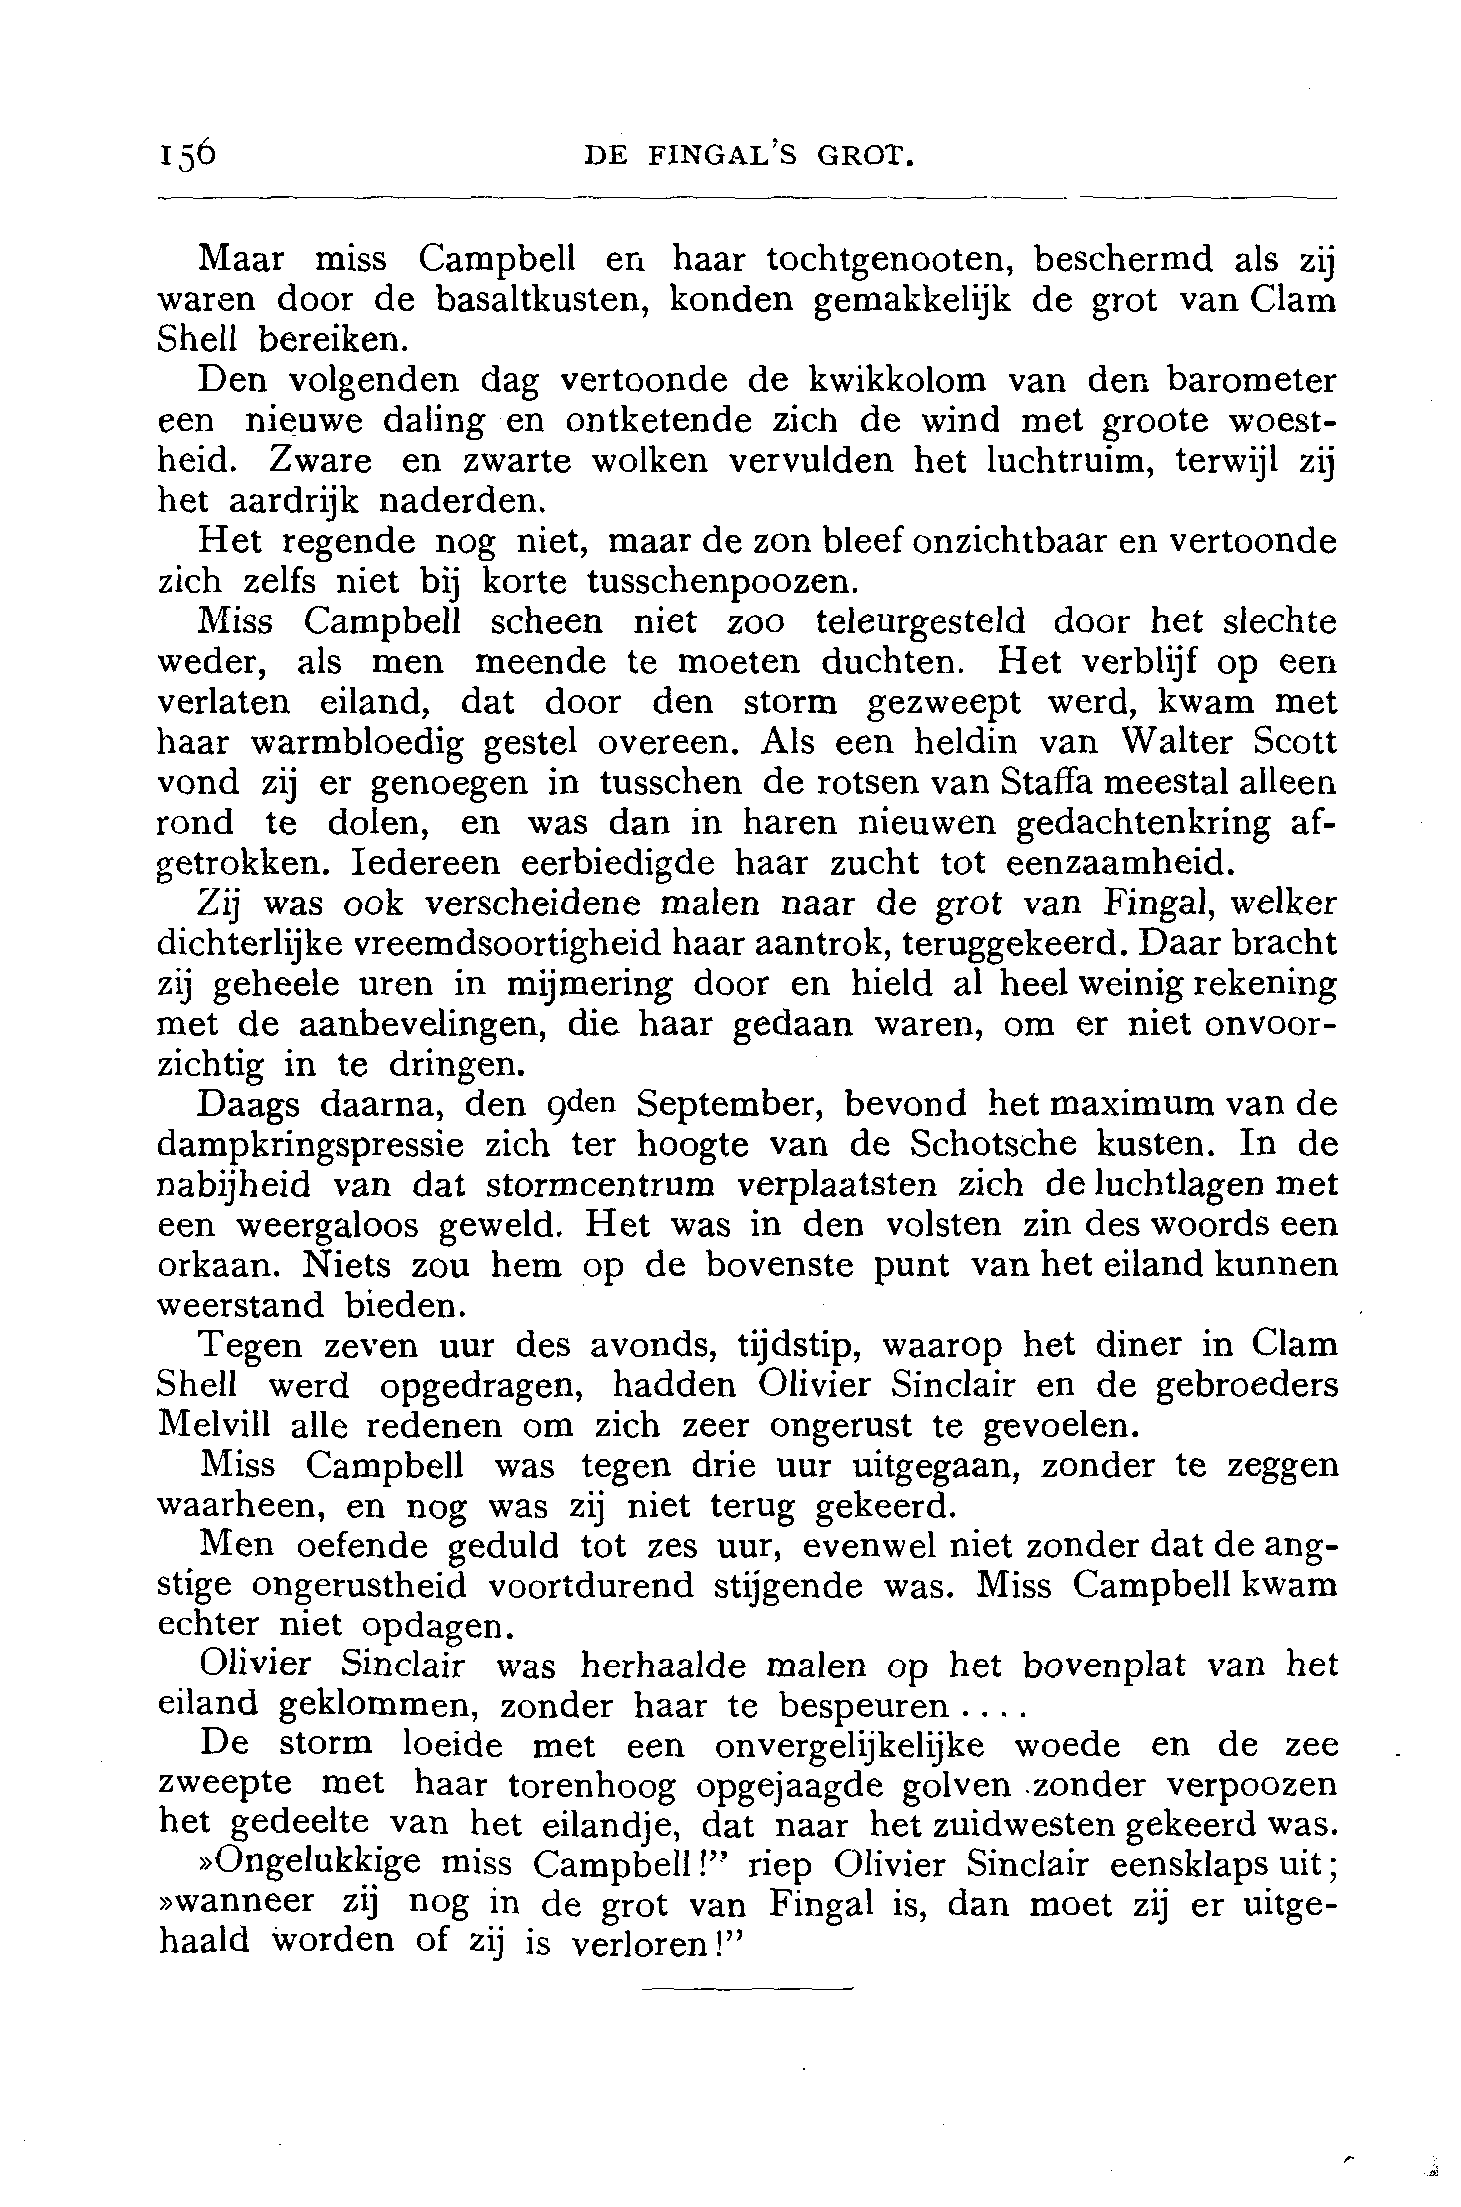 156 DE FINGAL'S GROT.
Maar miss Campbell en haar tochtgenooten, beschermd als zij
waren door de basaltkusten, konden gemakkelijk de grot van Clam
Shell bereiken.
Den volgenden dag vertoonde de kwikkolom van den barometer
een nieuwe daling en ontketende zich de wind met groote woest-
heid. Zware en zwarte wolken vervulden het luchtruim, terwijl zij
het aardrijk naderden.
Het regende nog niet, maar de zon bleef onzichtbaar en vertoonde
zich zelfs niet bij korte tusschenpoozen.
Miss Campbell scheen niet zoo teleurgesteld door het slechte
weder, als men meende te moeten duchten. Het verblijf op een
verlaten eiland, dat door den storm gezweept werd, kwam met
haar warmbloedig gestel overeen. Als een heldin van Walter Scott
vond zij er genoegen in tusschen de rotsen van Staffa meestal alleen
rond te dolen, en was dan in haren nieuwen gedachtenkring af-
getrokken. Iedereen eerbiedigde haar zucht tot eenzaamheid.
Zij was ook verscheidene malen naar de grot van Fingal, welker
dichterlijke vreemdsoortigheid haar aantrok, teruggekeerd. Daar bracht
zij geheele uren in mijmering door en hield al heel weinig rekening
met de aanbevelingen, die haar gedaan waren, om er niet onvoor-
zichtig in te dringen.
Daags daarna, den 9den September, bevond het maximum van de
dampkringspressie zich ter hoogte van de Schotsche kusten. In de
nabijheid van dat stormcentrum verplaatsten zich de luchtlagen met
een weergaloos geweld. Het was in den volsten zin des woords een
orkaan. Niets zou hem op de bovenste punt van het eiland kunnen
weerstand bieden.
Tegen zeven uur des avonds, tijdstip, waarop het diner in Clam
Shell werd opgedragen, hadden Olivier Sinclair en de gebroeders
Melvill alle redenen om zich zeer ongerust te gevoelen.
Miss Campbell was tegen drie uur uitgegaan, zonder te zeggen
waarheen, en nog was zij niet terug gekeerd.
Men oefende geduld tot zes uur, evenwel niet zonder dat de ang-
stige ongerustheid voortdurend stijgende was. Miss Campbell kwam
echter niet opdagen.
Olivier Sinclair was herhaalde malen op het bovenplat van het
eiland geklommen, zonder haar te bespeuren....
De storm loeide met een onvergelijkelijke woede en de zee
zweepte met haar torenhoog opgejaagde golven zonder verpoozen
het gedeelte van het eilandje, dat naar het zuidwesten gekeerd was.
»Ongelukkige miss Campbell!” riep Olivier Sinclair eensklaps uit;
»wanneer zij nog in de grot van Fingal is, dan moet zij er uitge-
haald worden of zij is verloren!”